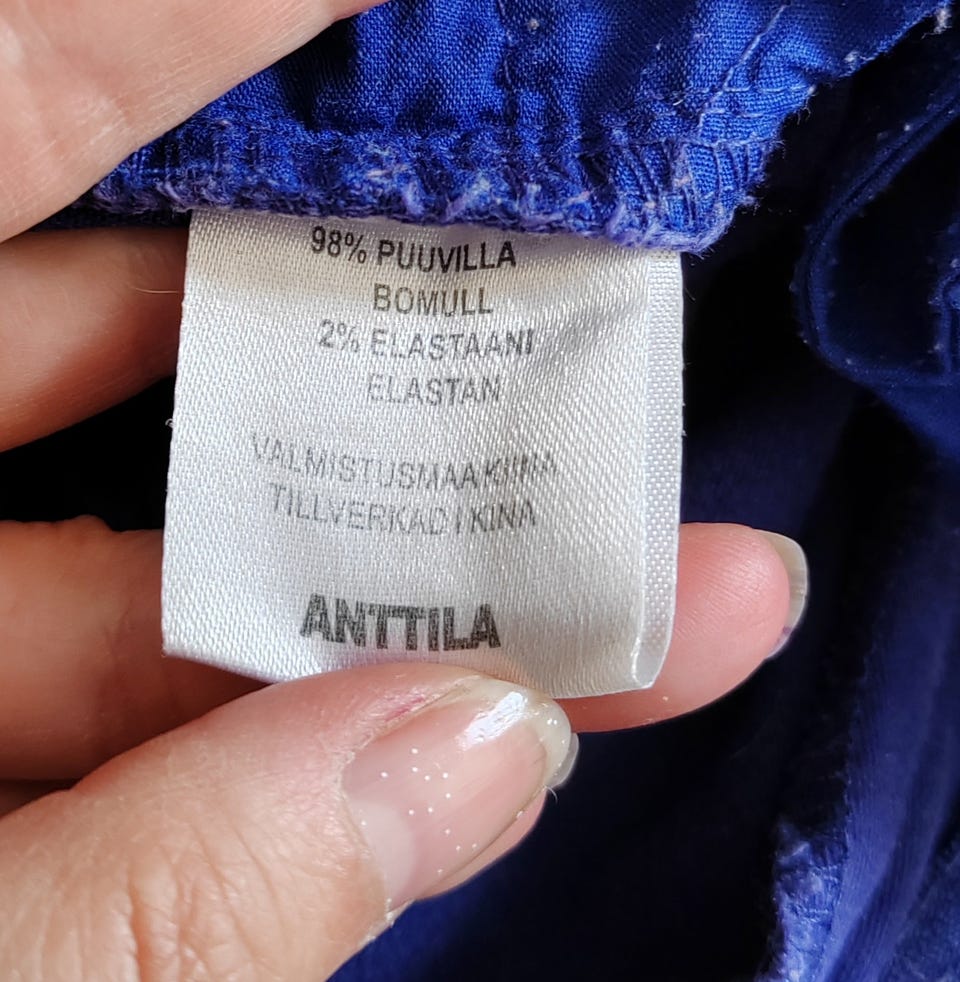 98% PUUVILLA
BOMULL
2% ELASTAANI
ELASTAN
VALMISTUSMAA KIINA
TILLVERKAD I KINA
ANTTILA